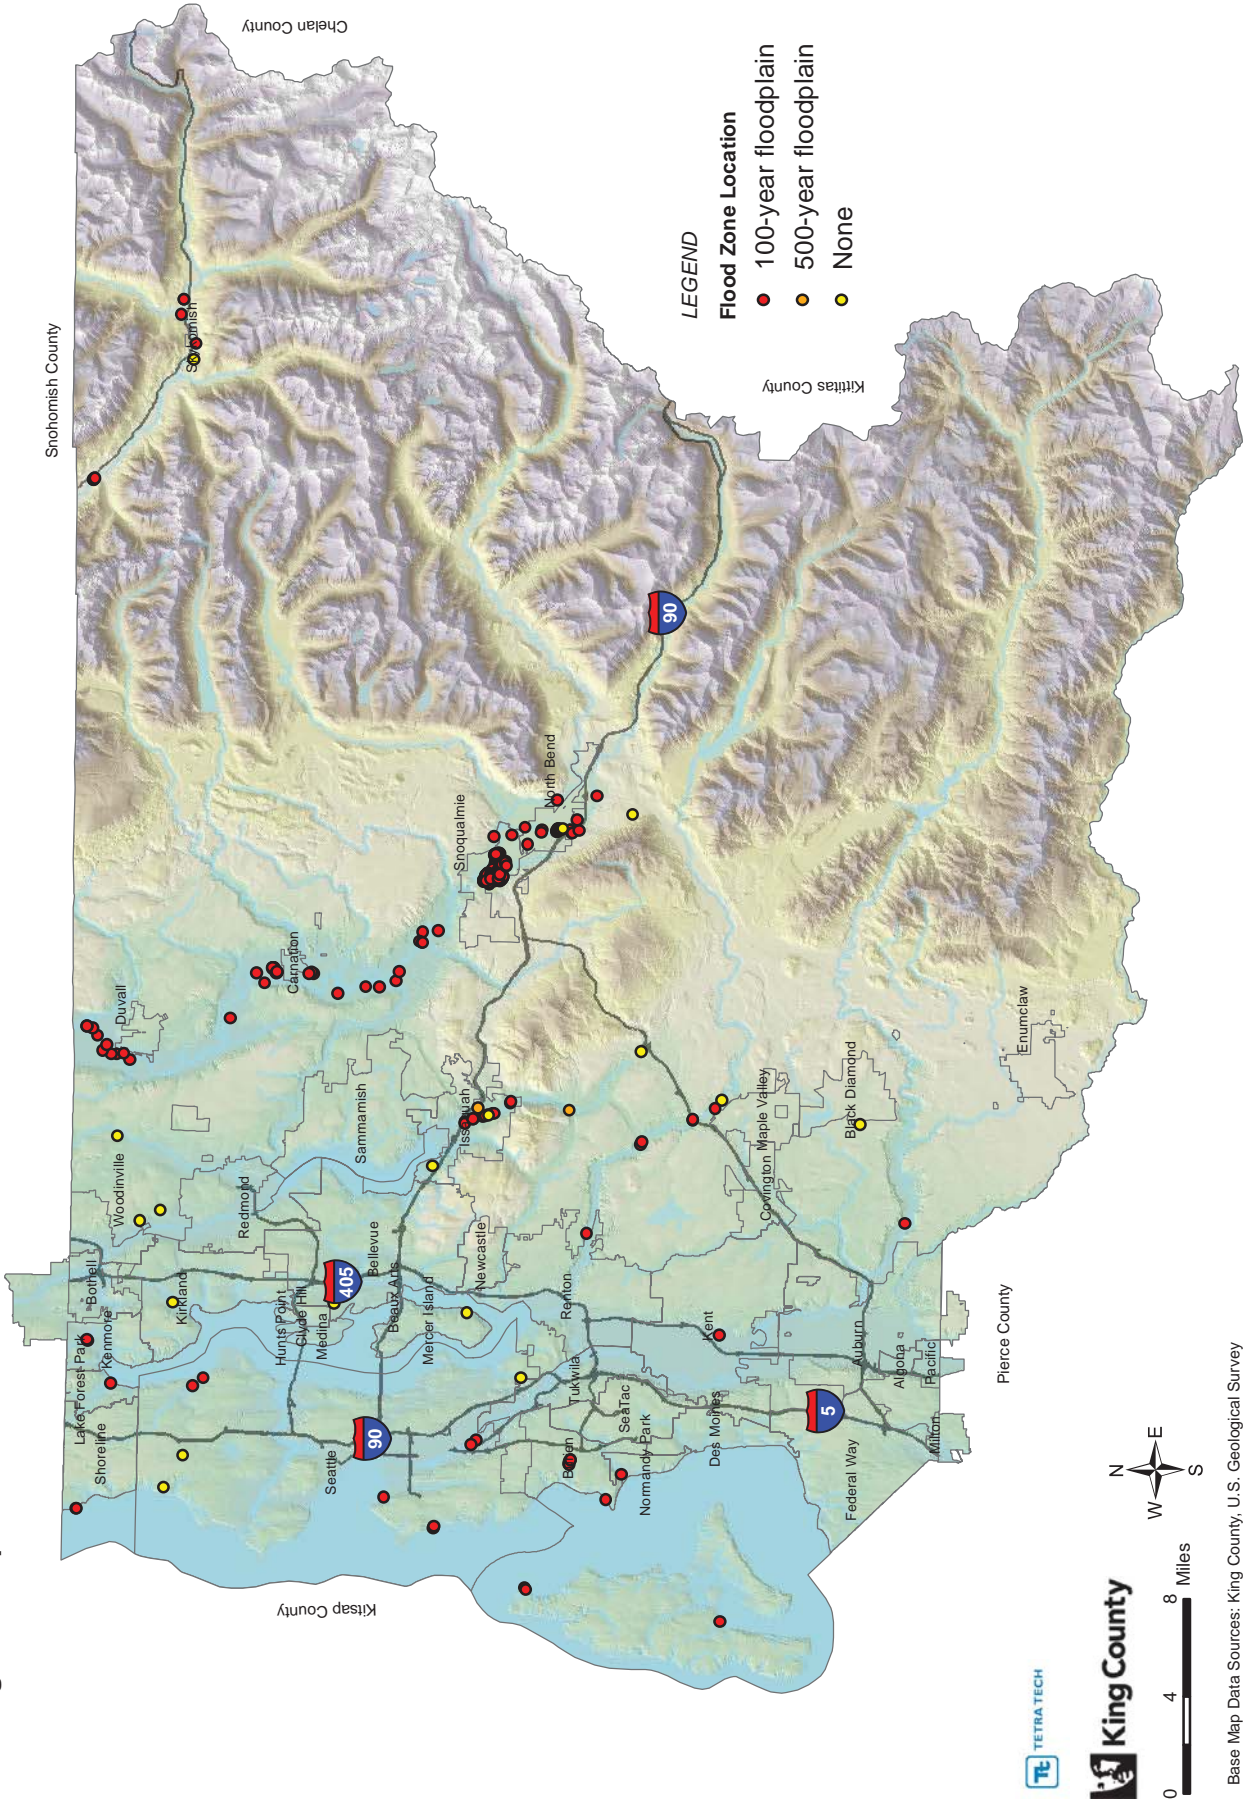 Snohomish County
Chelan County
Kittitas County
Pierce County
Kitsap County
Lake Forest Park
Kenmore
Bothell
Shoreline
Woodinville
Duvall
Kirkland
Redmond
Carnation
Skykomish
Hunts Point
Clyde Hill
Medina
405
Bellevue
Sammamish
Seattle
90
Beaux Arts
Mercer Island
Newcastle
Issaquah
Snoqualmie
North Bend
90
Renton
Tukwila
Burien
SeaTac
Normandy Park
Des Moines
Kent
Covington
Maple Valley
Black Diamond
5
Federal Way
Auburn
Algona
Pacific
Milton
Enumclaw
LEGEND
Flood Zone Location
100-year floodplain
500-year floodplain
None
TETRA TECH
King County
N
W E
S
0 4 8
Miles
Base Map Data Sources: King County, U.S. Geological Survey